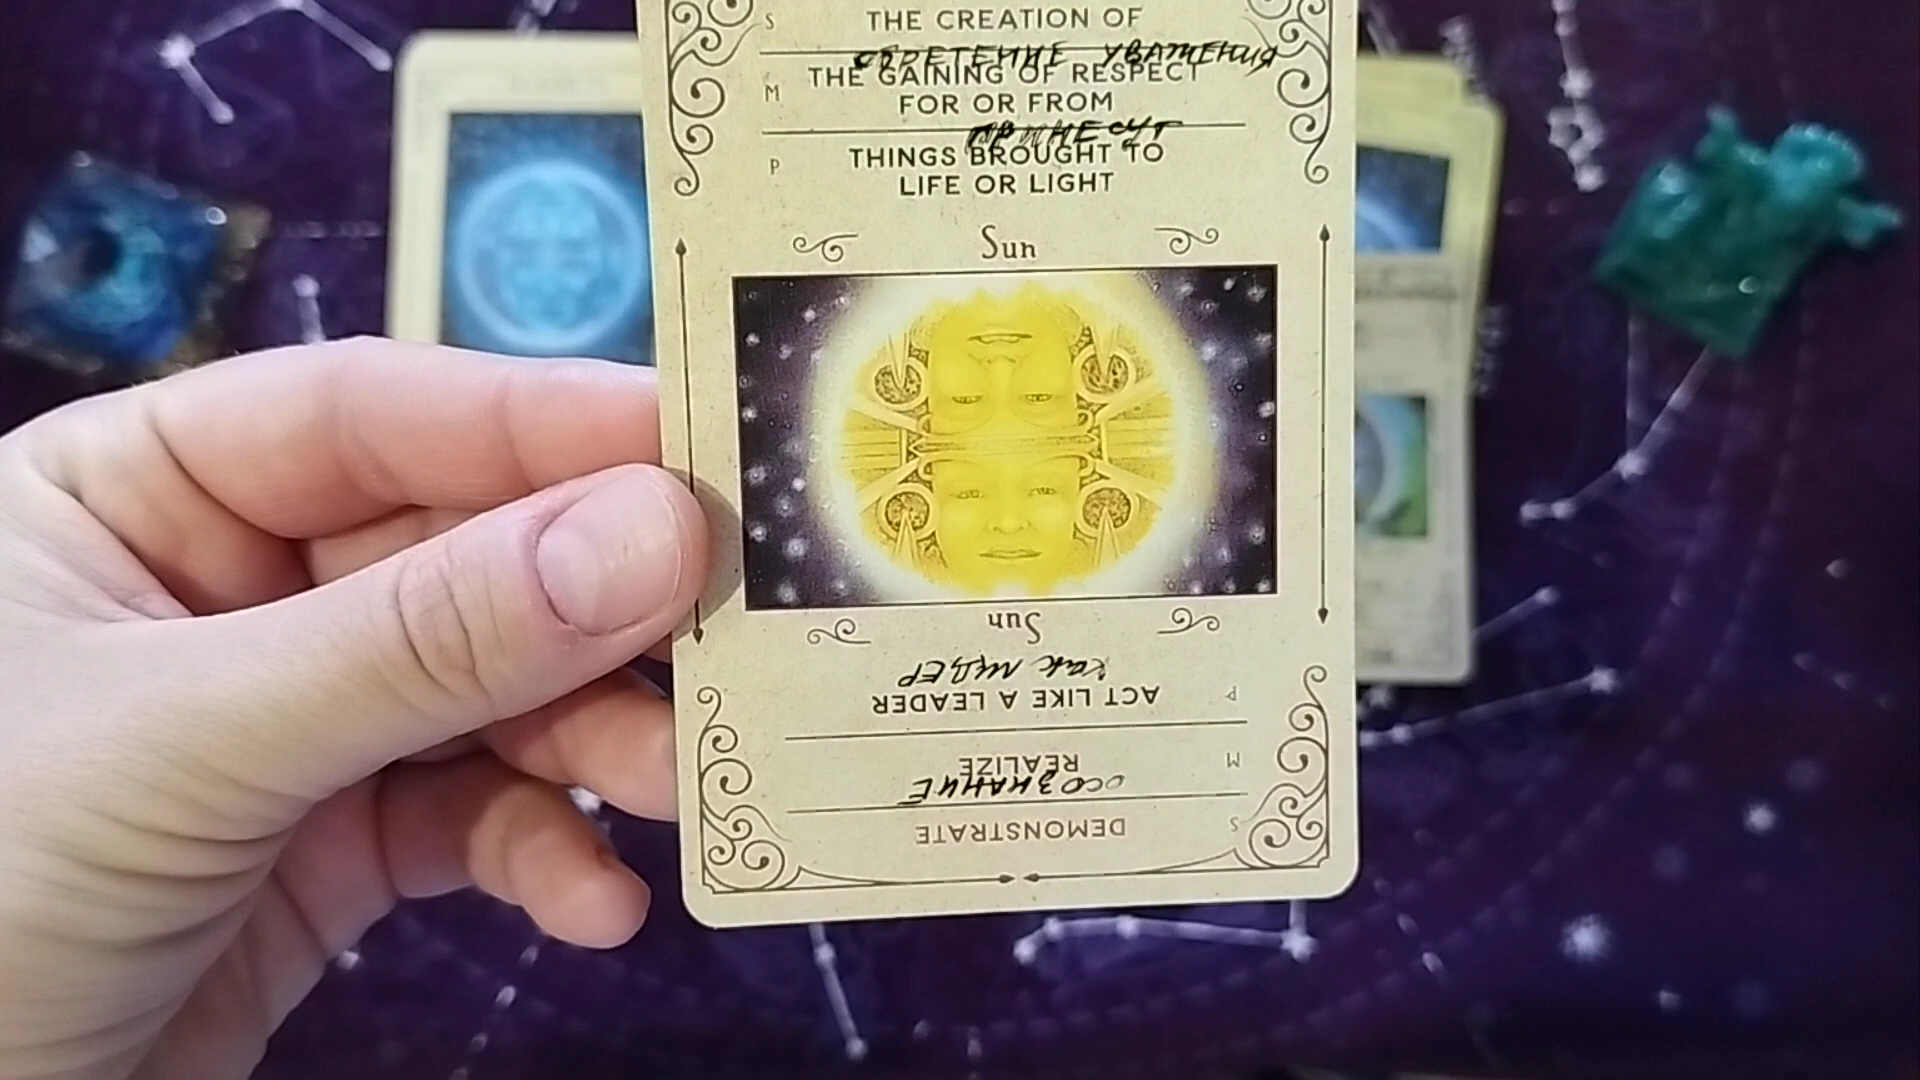 S THE CREATION OF
ОБРЕТЕНИЕ УВАЖЕНИЯ
M THE GAINING OF RESPECT
FOR OR FROM
ПРИНЕСУТ
P THINGS BROUGHT TO
LIFE OR LIGHT
Sun
Sun
как лидер
ACT LIKE A LEADER P
REALIZE M
осознание
DEMONSTRATE S